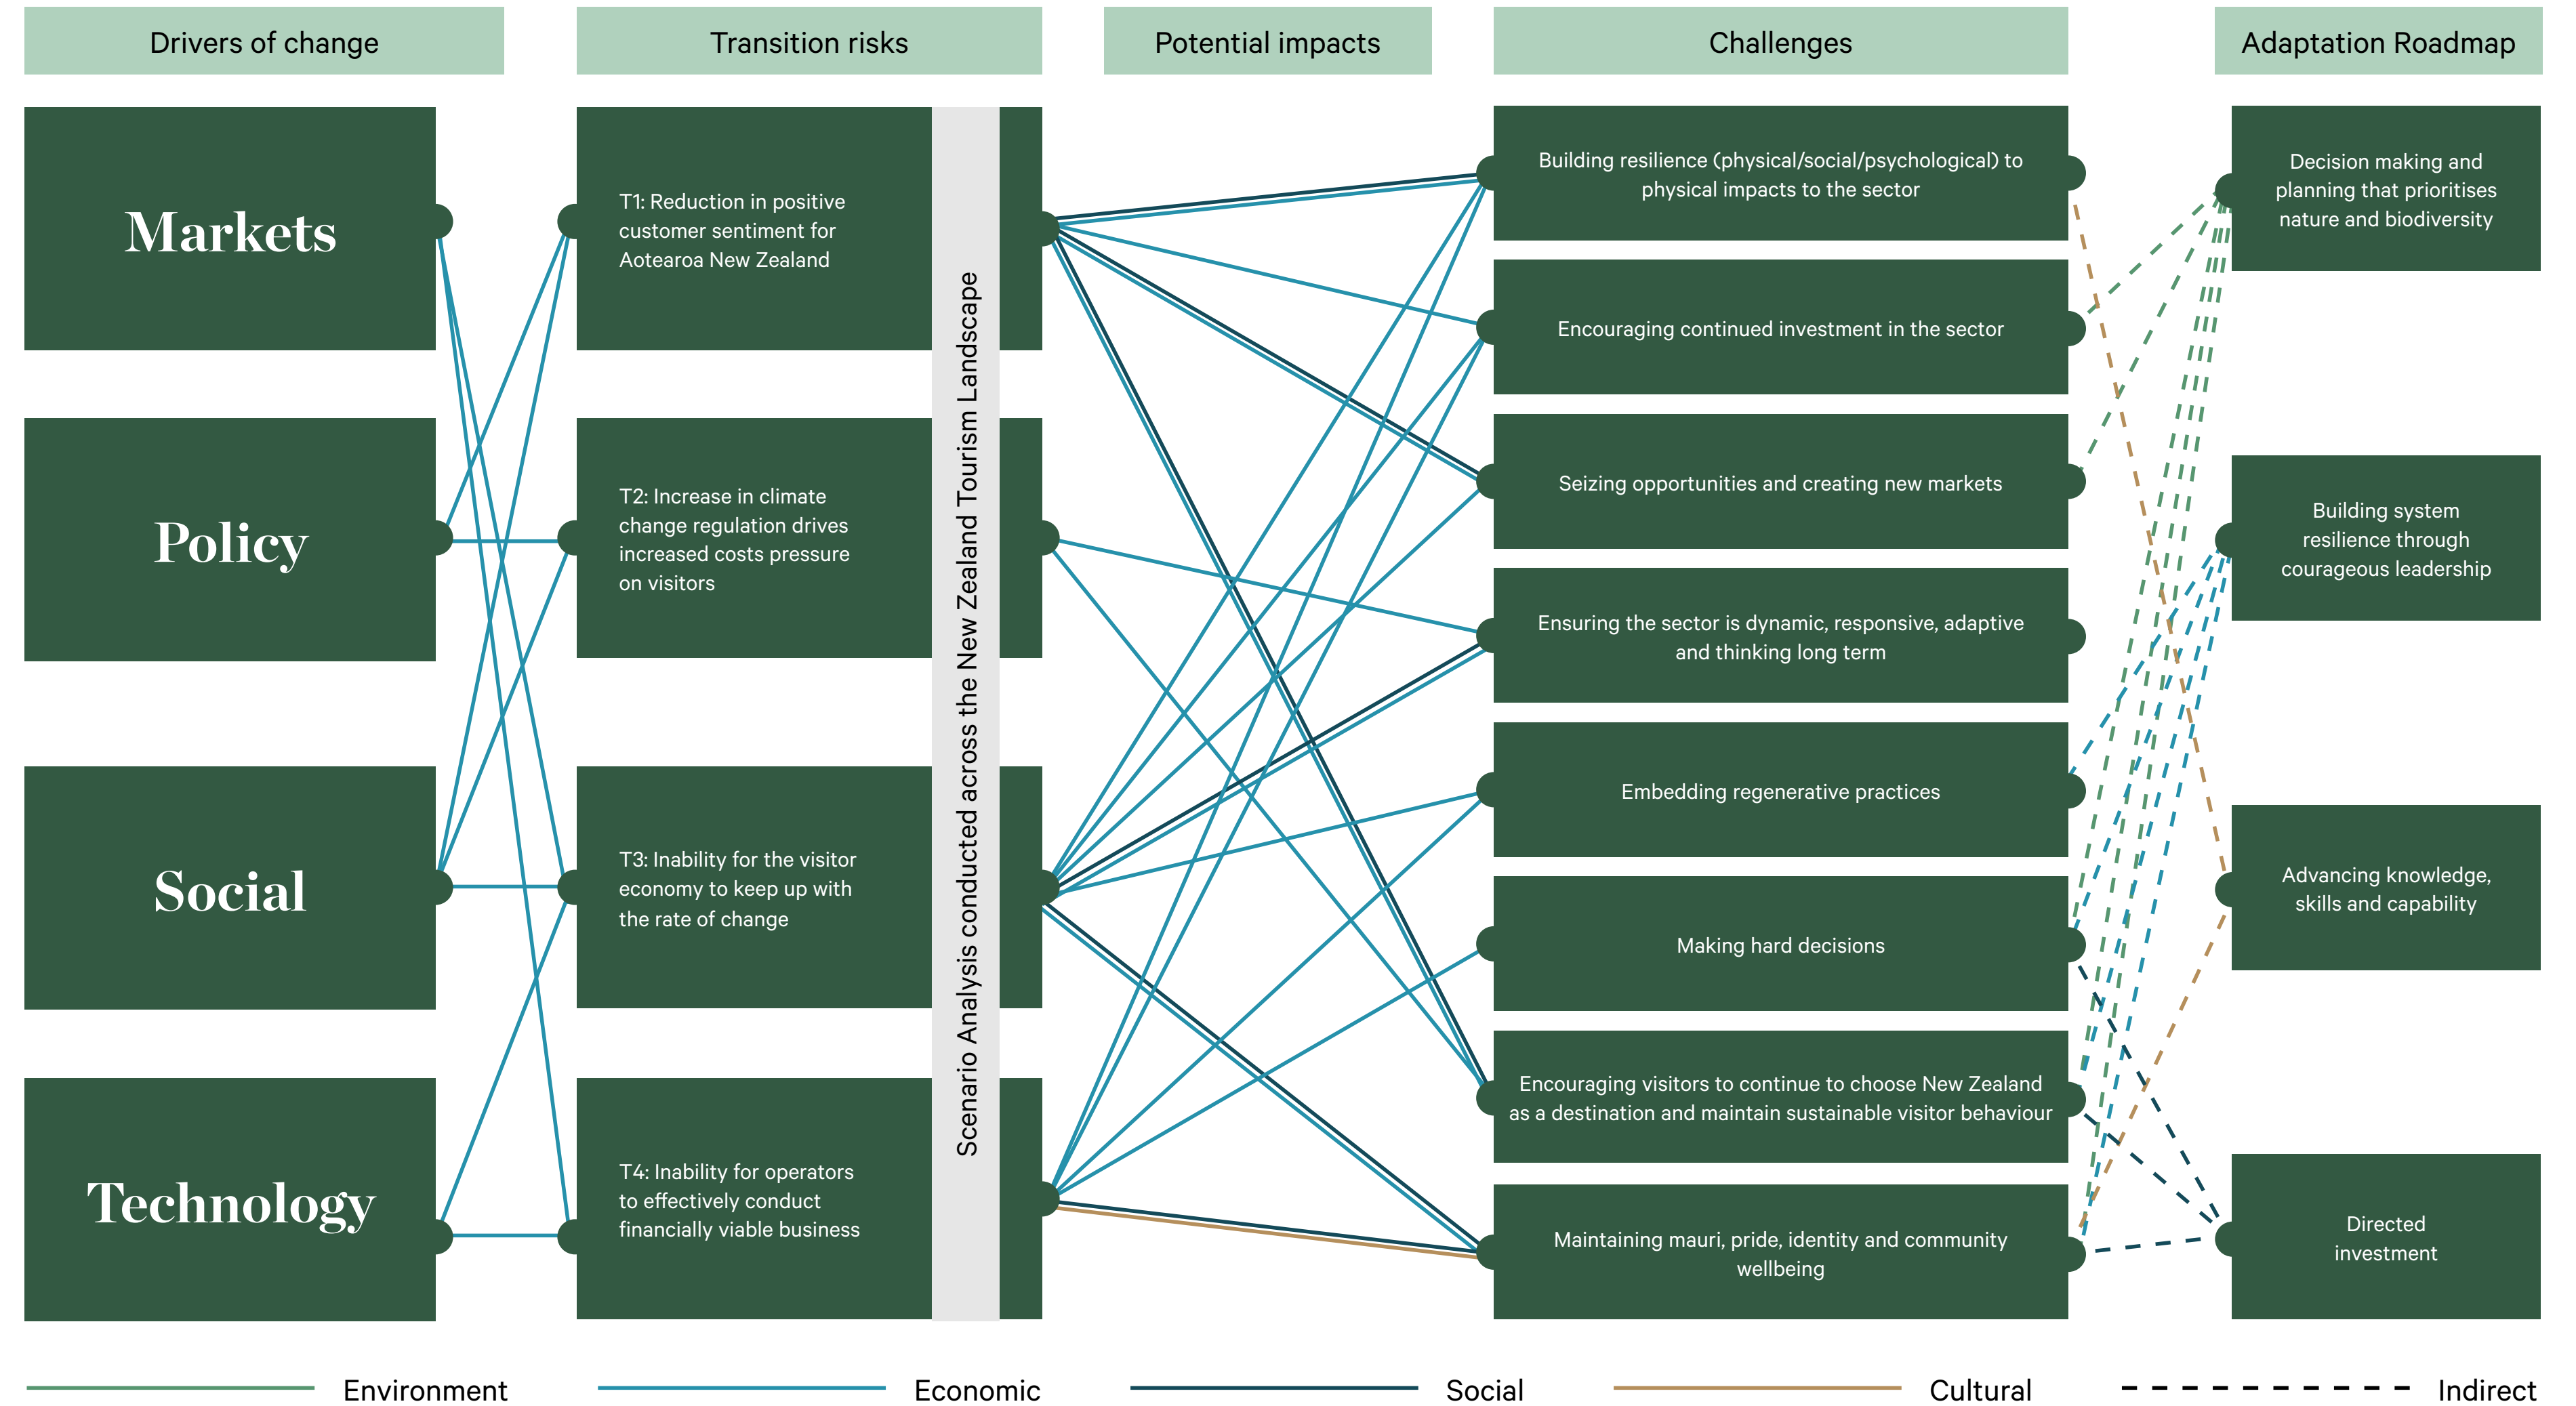 Drivers of change
Transition risks
Potential impacts
Challenges
Adaptation Roadmap
Markets
Policy
Social
Technology
T1: Reduction in positive
customer sentiment for
Aotearoa New Zealand
T2: Increase in climate
change regulation drives
increased costs pressure
on visitors
T3: Inability for the visitor
economy to keep up with
the rate of change
T4: Inability for operators
to effectively conduct
financially viable business
Scenario Analysis conducted across the New Zealand Tourism Landscape
Building resilience (physical/social/psychological) to
physical impacts to the sector
Encouraging continued investment in the sector
Seizing opportunities and creating new markets
Ensuring the sector is dynamic, responsive, adaptive
and thinking long term
Embedding regenerative practices
Making hard decisions
Encouraging visitors to continue to choose New Zealand
as a destination and maintain sustainable visitor behaviour
Maintaining mauri, pride, identity and community
wellbeing
Decision making and
planning that prioritises
nature and biodiversity
Building system
resilience through
courageous leadership
Advancing knowledge,
skills and capability
Directed
investment
Environment
Economic
Social
Cultural
Indirect